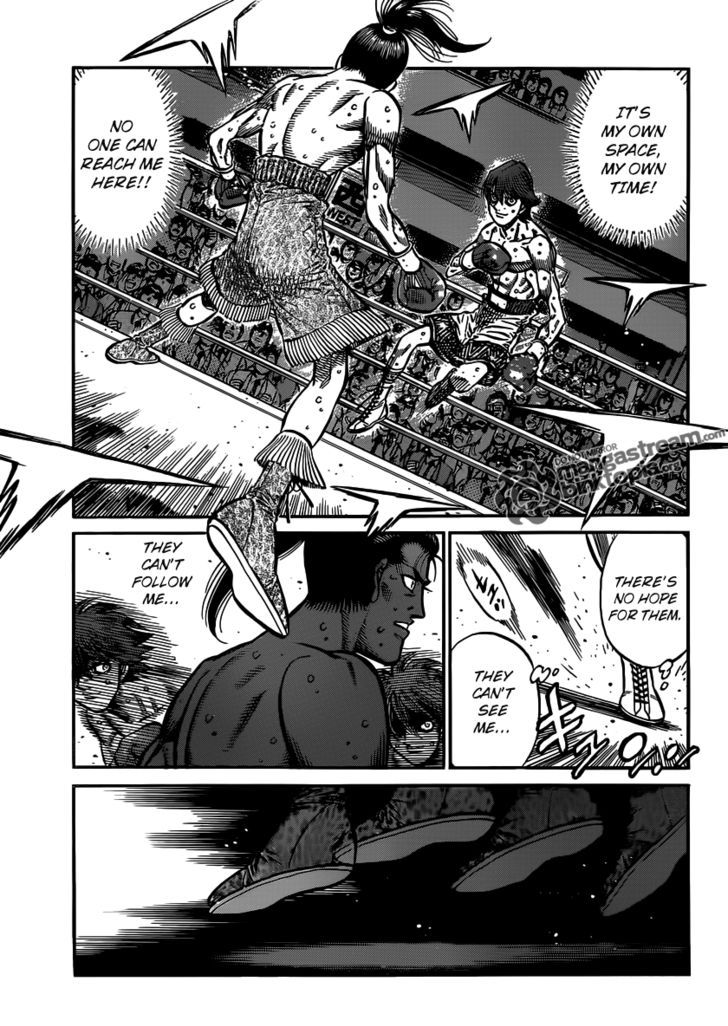 IT'S
MY OWN
SPACE,
MY OWN
TIME!
NO
ONE CAN
REACH ME
HERE!!
西
WEST
mangastream.com
THERE'S
NO HOPE
FOR THEM.
THEY
CAN'T
SEE
ME...
THEY
CAN'T
FOLLOW
ME...